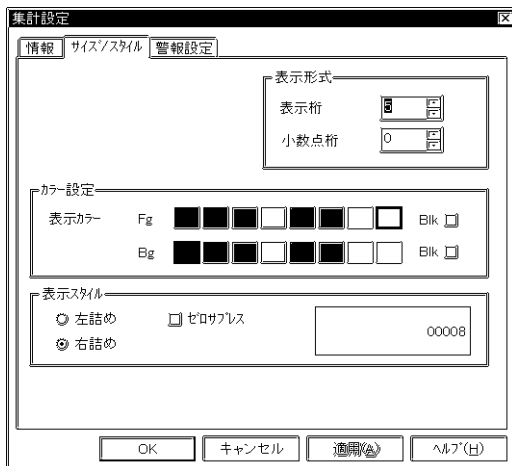 集計設定
情報 サイズ/スタイル 警報設定
表示形式
表示桁 5
小数点桁 0
カラー設定
表示カラー Fg Blk
Bg Blk
表示スタイル
左詰め ゼロサプレス
右詰め
00008
OK キャンセル 適用(A) ヘルプ(H)